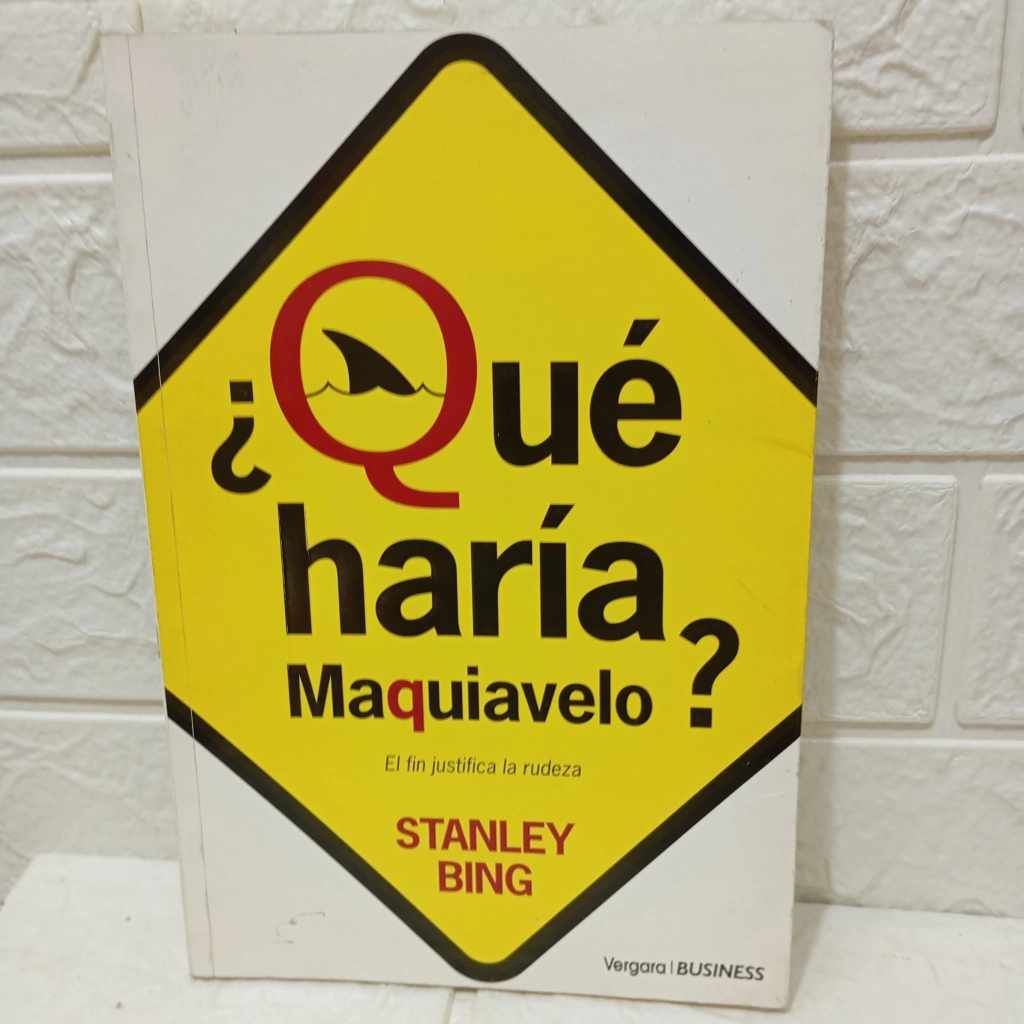 ¿Qué
haría
Maquiavelo?
El fin justifica la rudeza
STANLEY
BING
Vergara | BUSINESS